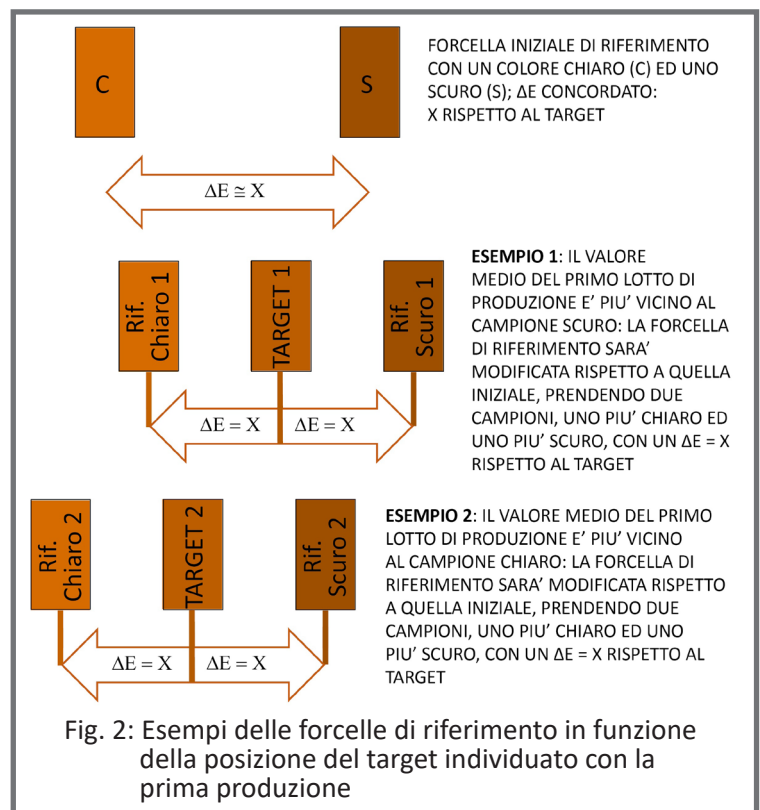 C
S
FORCELLA INIZIALE DI RIFERIMENTO
CON UN COLORE CHIARO (C) ED UNO
SCURO (S); ΔE CONCORDATO:
X RISPETTO AL TARGET
ΔE ≅ X
Rif.
Chiaro 1
TARGET 1
Rif.
Scuro 1
ΔE = X
ΔE = X
ESEMPIO 1: IL VALORE
MEDIO DEL PRIMO LOTTO DI
PRODUZIONE E’ PIU’ VICINO AL
CAMPIONE SCURO: LA FORCELLA
DI RIFERIMENTO SARA’
MODIFICATA RISPETTO A QUELLA
INIZIALE, PRENDENDO DUE
CAMPIONI, UNO PIU’ CHIARO ED
UNO PIU’ SCURO, CON UN ΔE = X
RISPETTO AL TARGET
Rif.
Chiaro 2
TARGET 2
Rif.
Scuro 2
ΔE = X
ΔE = X
ESEMPIO 2: IL VALORE MEDIO DEL PRIMO
LOTTO DI PRODUZIONE E’ PIU’ VICINO
AL CAMPIONE CHIARO: LA FORCELLA DI
RIFERIMENTO SARA’ MODIFICATA RISPETTO
A QUELLA INIZIALE, PRENDENDO DUE
CAMPIONI, UNO PIU’ CHIARO ED UNO
PIU’ SCURO, CON UN ΔE = X RISPETTO AL
TARGET
Fig. 2: Esempi delle forcelle di riferimento in funzione
della posizione del target individuato con la
prima produzione